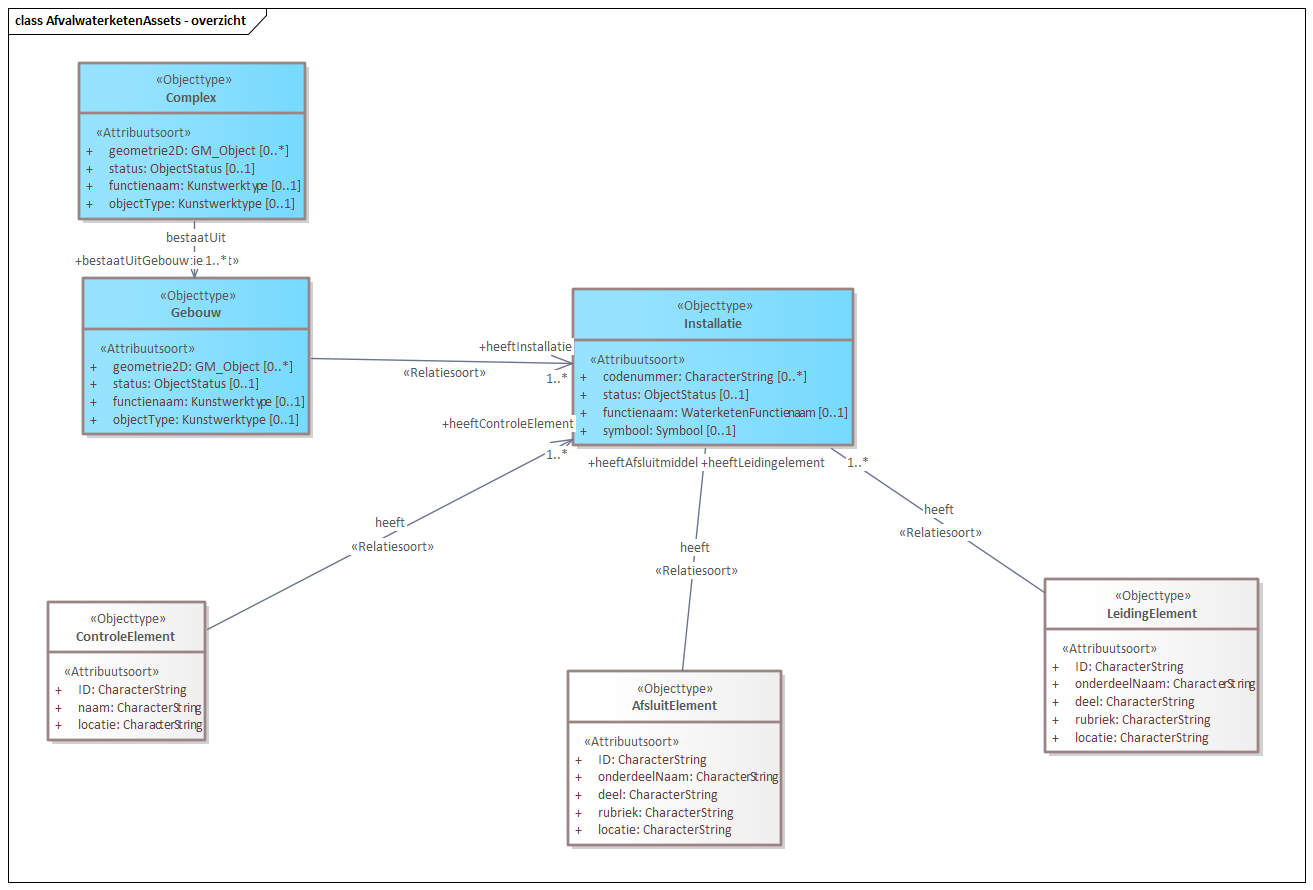 class AfvalwaterketenAssets - overzicht
«Objecttype»
Complex
«Attribuutsoort»
+ geometrie2D: GM_Object [0..*]
+ status: ObjectStatus [0..1]
+ functienaam: Kunstwerktype [0..1]
+ objectType: Kunstwerktype [0..1]
bestaatUit
+bestaatUitGebouw 1..*
«Objecttype»
Gebouw
«Attribuutsoort»
+ geometrie2D: GM_Object [0..*]
+ status: ObjectStatus [0..1]
+ functienaam: Kunstwerktype [0..1]
+ objectType: Kunstwerktype [0..1]
+heeftInstallatie
«Relatiesoort»
1..*
«Objecttype»
Installatie
«Attribuutsoort»
+ codenummer: CharacterString [0..*]
+ status: ObjectStatus [0..1]
+ functienaam: WaterketenFunctienaam [0..1]
+ symbool: Symbool [0..1]
+heeftControleElement
1..*
+heeftAfsluitmiddel +heeftLeidingelement
1..*
heeft
«Relatiesoort»
heeft
«Relatiesoort»
heeft
«Relatiesoort»
«Objecttype»
ControleElement
«Attribuutsoort»
+ ID: CharacterString
+ naam: CharacterString
+ locatie: CharacterString
«Objecttype»
AfsluitElement
«Attribuutsoort»
+ ID: CharacterString
+ onderdeelNaam: CharacterString
+ deel: CharacterString
+ rubriek: CharacterString
+ locatie: CharacterString
«Objecttype»
LeidingElement
«Attribuutsoort»
+ ID: CharacterString
+ onderdeelNaam: CharacterString
+ deel: CharacterString
+ rubriek: CharacterString
+ locatie: CharacterString